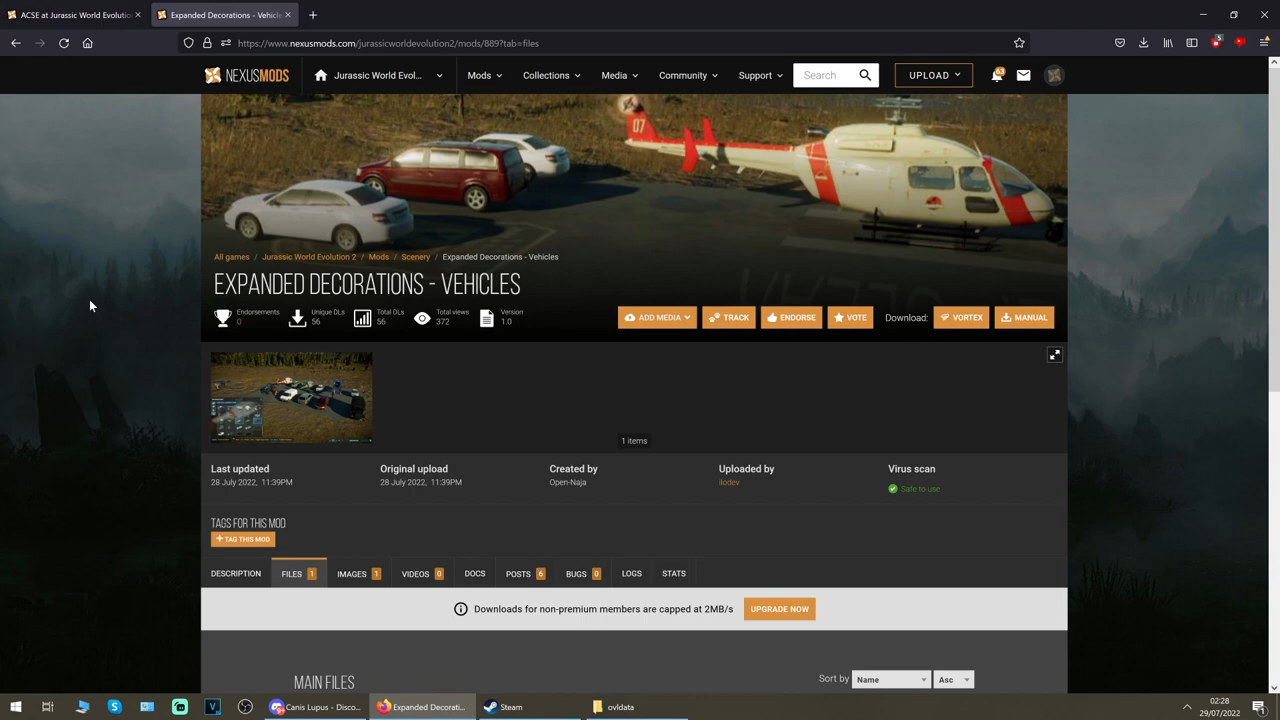 ACSE at Jurassic World Evolutio
Expanded Decorations - Vehicle
https://www.nexusmods.com/jurassicworldevolution2/mods/889?tab=files
5
NEXUSMODS
Jurassic World Evol...
Mods
Collections
Media
Community
Support
Search
UPLOAD
63
07
All games / Jurassic World Evolution 2 / Mods / Scenery / Expanded Decorations - Vehicles
EXPANDED DECORATIONS - VEHICLES
Endorsements
0
Unique DLs
56
Total DLs
56
Total views
372
Version
1.0
ADD MEDIA
TRACK
ENDORSE
VOTE
Download:
VORTEX
MANUAL
1 items
Last updated
28 July 2022, 11:39PM
Original upload
28 July 2022, 11:39PM
Created by
Open-Naja
Uploaded by
ilodev
Virus scan
Safe to use
TAGS FOR THIS MOD
+ TAG THIS MOD
DESCRIPTION
FILES 1
IMAGES 1
VIDEOS 0
DOCS
POSTS 6
BUGS 0
LOGS
STATS
Downloads for non-premium members are capped at 2MB/s
UPGRADE NOW
MAIN FILES
Sort by
Name
Asc
Canis Lupus - Disco...
Expanded Decorati...
Steam
ovldata
02:28
29/07/2022